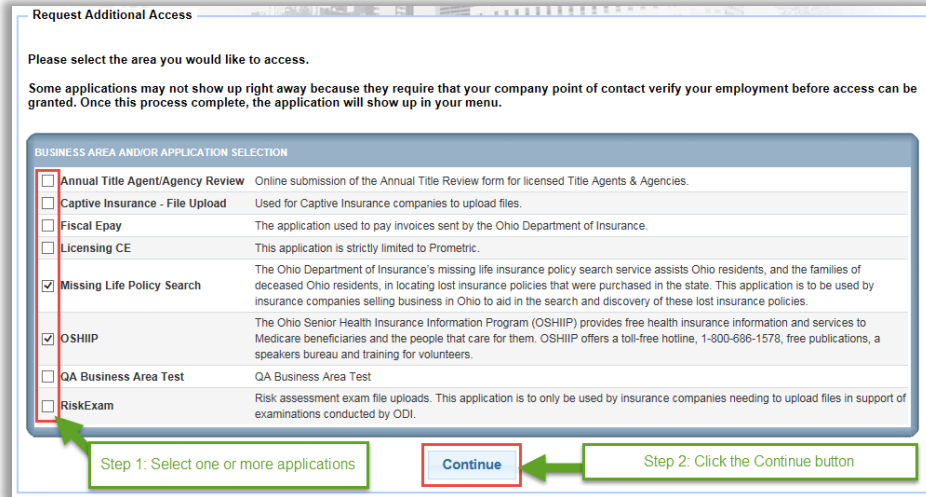 Request Additional Access
Please select the area you would like to access.
Some applications may not show up right away because they require that your company point of contact verify your employment before access can be
granted. Once this process complete, the application will show up in your menu.
BUSINESS AREA AND/OR APPLICATION SELECTION
Annual Title Agent/Agency Review Online submission of the Annual Title Review form for licensed Title Agents & Agencies.
Captive Insurance - File Upload Used for Captive Insurance companies to upload files.
Fiscal Epay The application used to pay invoices sent by the Ohio Department of Insurance.
Licensing CE This application is strictly limited to Prometric.
Missing Life Policy Search
The Ohio Department of Insurance's missing life insurance policy search service assists Ohio residents, and the families of
deceased Ohio residents, in locating lost insurance policies that were purchased in the state. This application is to be used by
insurance companies selling business in Ohio to aid in the search and discovery of these lost insurance policies.
OSHIIP
The Ohio Senior Health Insurance Information Program (OSHIIP) provides free health insurance information and services to
Medicare beneficiaries and the people that care for them. OSHIIP offers a toll-free hotline, 1-800-686-1578, free publications, a
speakers bureau and training for volunteers.
QA Business Area Test QA Business Area Test
RiskExam
Risk assessment exam file uploads. This application is to only be used by insurance companies needing to upload files in support of
examinations conducted by ODI.
Step 1: Select one or more applications
Continue
Step 2: Click the Continue button